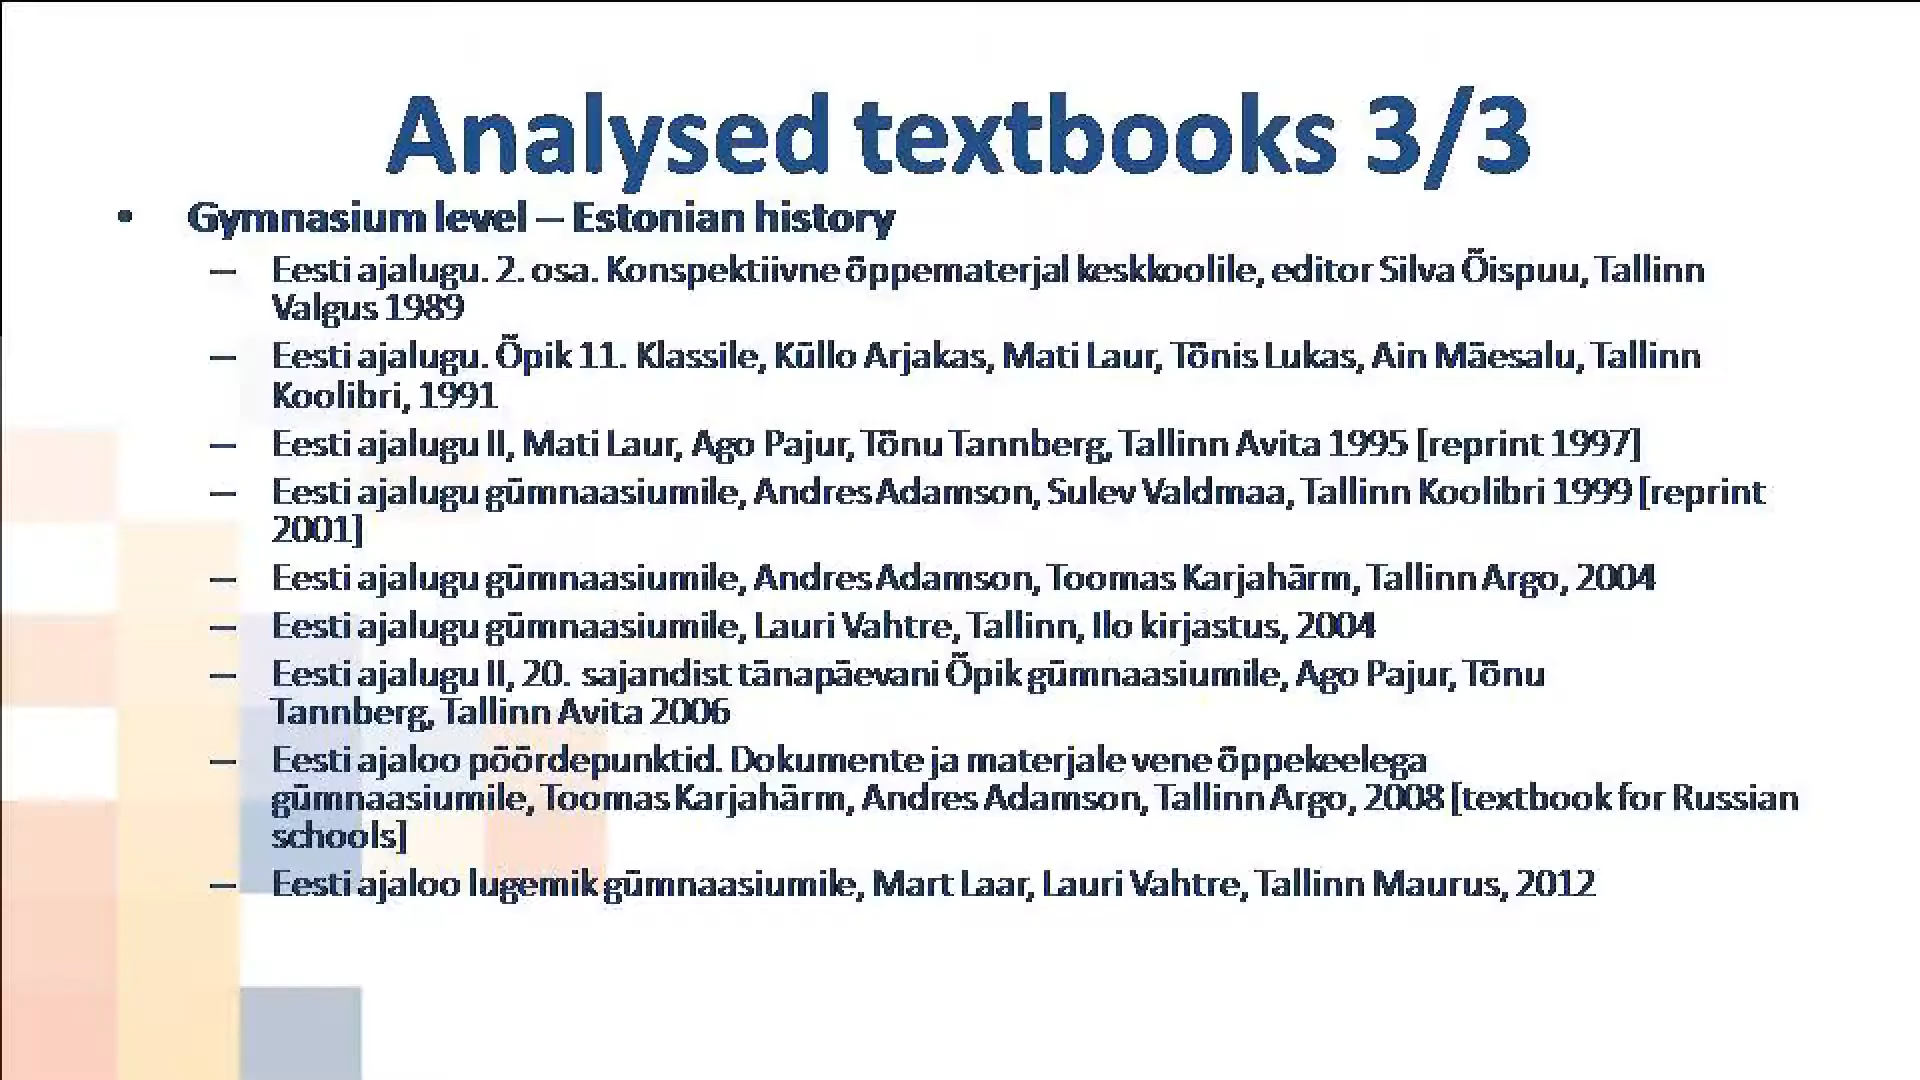 Analysed textbooks 3/3
• Gymnasium level – Estonian history
– Eesti ajalugu. 2. osa. Konspektiivne õppematerjal keskkoolile, editor Silva Õispuu, Tallinn
Valgus 1989
– Eesti ajalugu. Õpik 11. Klassile, Küllo Arjakas, Mati Laur, Tõnis Lukas, Ain Mäesalu, Tallinn
Koolibri, 1991
– Eesti ajalugu II, Mati Laur, Ago Pajur, Tõnu Tannberg, Tallinn Avita 1995 [reprint 1997]
– Eesti ajalugu gümnaasiumile, Andres Adamson, Sulev Valdmaa, Tallinn Koolibri 1999 [reprint
2001]
– Eesti ajalugu gümnaasiumile, Andres Adamson, Toomas Karjahärm, Tallinn Argo, 2004
– Eesti ajalugu gümnaasiumile, Lauri Vahtre, Tallinn, Ilo kirjastus, 2004
– Eesti ajalugu II, 20. sajandist tänapäevani Õpik gümnaasiumile, Ago Pajur, Tõnu
Tannberg, Tallinn Avita 2006
– Eesti ajaloo pöördepunktid. Dokumente ja materjale vene õppekeelega
gümnaasiumile, Toomas Karjahärm, Andres Adamson, Tallinn Argo, 2008 [textbook for Russian
schools]
– Eesti ajaloo lugemik gümnaasiumile, Mart Laar, Lauri Vahtre, Tallinn Maurus, 2012